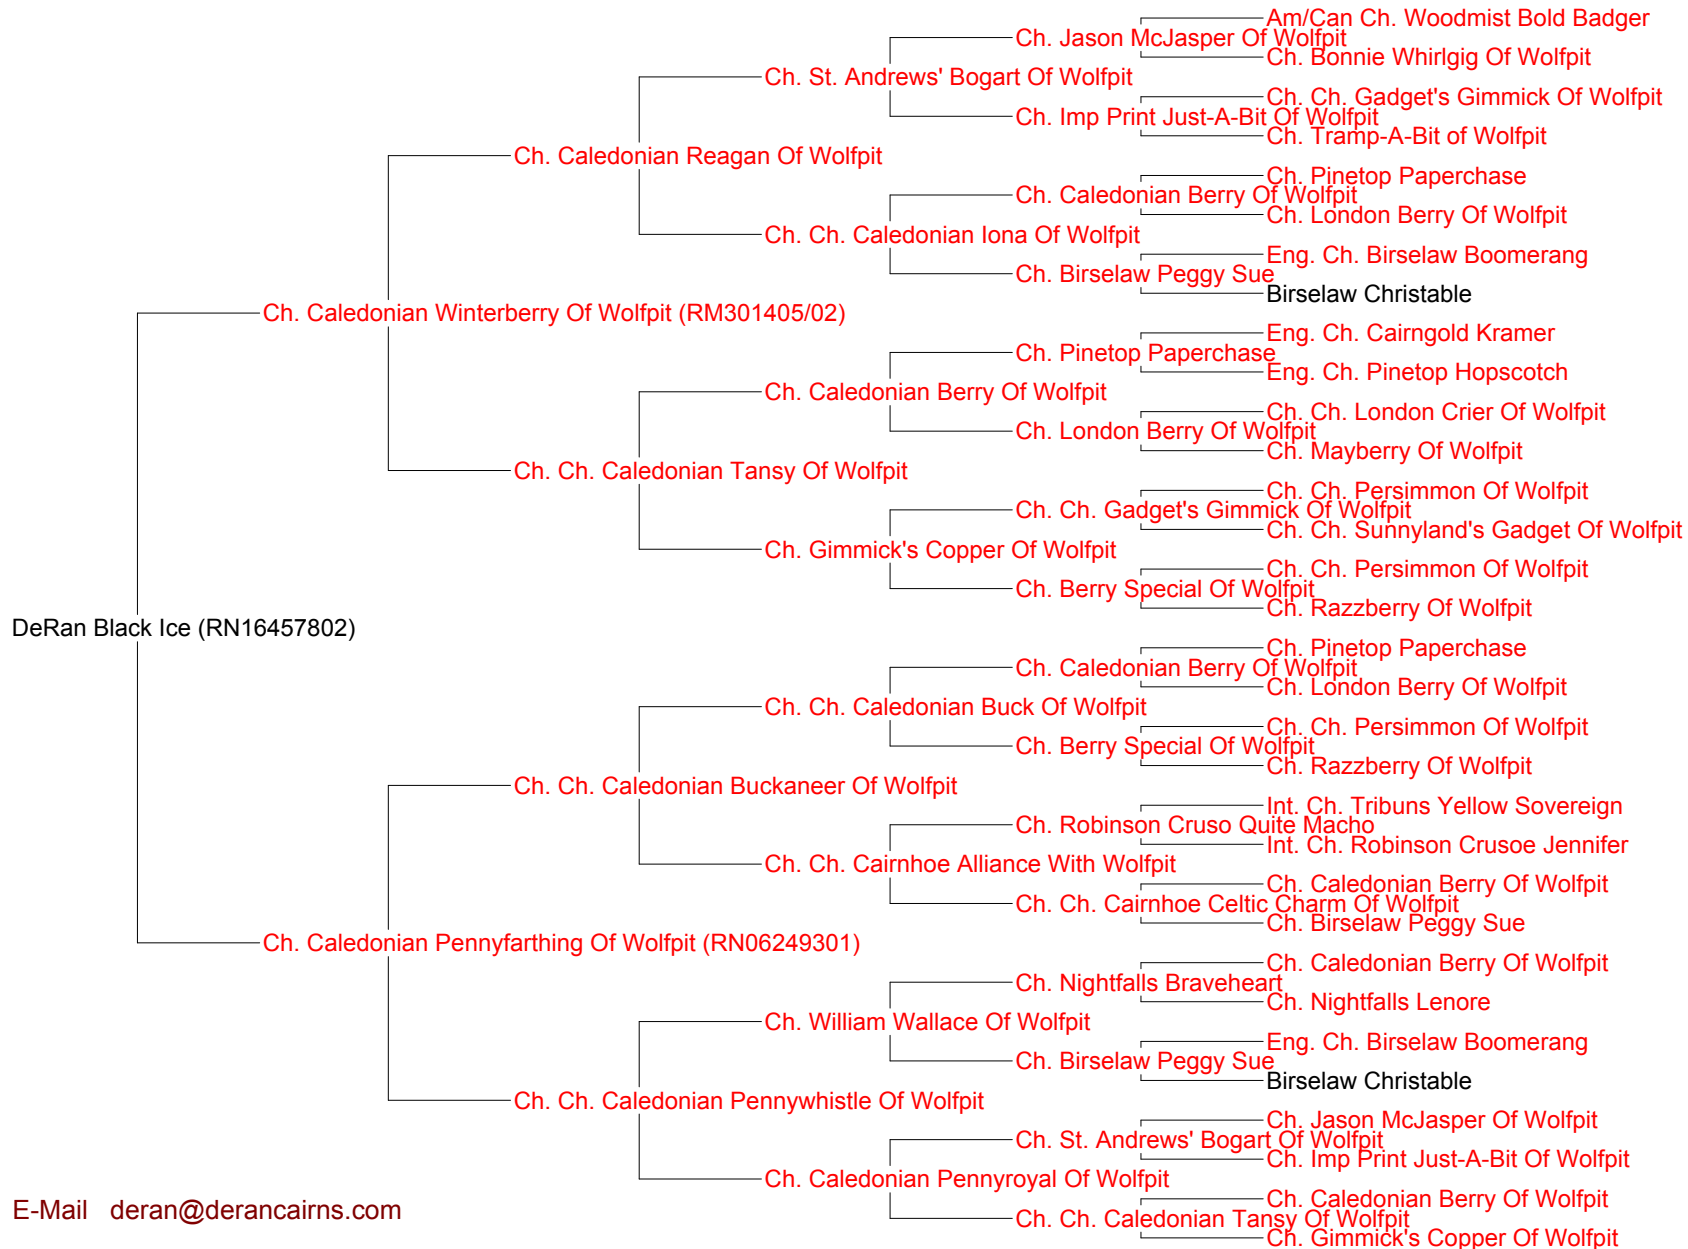 Am/Can Ch. Woodmist Bold Badger
Ch. Jason McJasper Of Wolfpit
Ch. Bonnie Whirlgig Of Wolfpit
Ch. St. Andrews' Bogart Of Wolfpit
Ch. Ch. Gadget's Gimmick Of Wolfpit
Ch. Imp Print Just-A-Bit Of Wolfpit
Ch. Tramp-A-Bit of Wolfpit
Ch. Caledonian Reagan Of Wolfpit
Ch. Pinetop Paperchase
Ch. Caledonian Berry Of Wolfpit
Ch. London Berry Of Wolfpit
Ch. Ch. Caledonian Iona Of Wolfpit
Eng. Ch. Birselaw Boomerang
Ch. Birselaw Peggy Sue
Birselaw Christable
Ch. Caledonian Winterberry Of Wolfpit (RM301405/02)
Eng. Ch. Cairngold Kramer
Ch. Pinetop Paperchase
Eng. Ch. Pinetop Hopscotch
Ch. Caledonian Berry Of Wolfpit
Ch. Ch. London Crier Of Wolfpit
Ch. London Berry Of Wolfpit
Ch. Mayberry Of Wolfpit
Ch. Ch. Caledonian Tansy Of Wolfpit
Ch. Ch. Persimmon Of Wolfpit
Ch. Ch. Gadget's Gimmick Of Wolfpit
Ch. Ch. Sunnyland's Gadget Of Wolfpit
Ch. Gimmick's Copper Of Wolfpit
Ch. Ch. Persimmon Of Wolfpit
Ch. Berry Special Of Wolfpit
Ch. Razzberry Of Wolfpit
DeRan Black Ice (RN16457802)
Ch. Pinetop Paperchase
Ch. Caledonian Berry Of Wolfpit
Ch. London Berry Of Wolfpit
Ch. Ch. Caledonian Buck Of Wolfpit
Ch. Ch. Persimmon Of Wolfpit
Ch. Berry Special Of Wolfpit
Ch. Razzberry Of Wolfpit
Ch. Ch. Caledonian Buckaneer Of Wolfpit
Int. Ch. Tribuns Yellow Sovereign
Ch. Robinson Cruso Quite Macho
Int. Ch. Robinson Crusoe Jennifer
Ch. Ch. Cairnhoe Alliance With Wolfpit
Ch. Caledonian Berry Of Wolfpit
Ch. Ch. Cairnhoe Celtic Charm Of Wolfpit
Ch. Birselaw Peggy Sue
Ch. Caledonian Pennyfarthing Of Wolfpit (RN06249301)
Ch. Caledonian Berry Of Wolfpit
Ch. Nightfalls Braveheart
Ch. Nightfalls Lenore
Ch. William Wallace Of Wolfpit
Eng. Ch. Birselaw Boomerang
Ch. Birselaw Peggy Sue
Birselaw Christable
Ch. Ch. Caledonian Pennywhistle Of Wolfpit
Ch. Jason McJasper Of Wolfpit
Ch. St. Andrews' Bogart Of Wolfpit
Ch. Imp Print Just-A-Bit Of Wolfpit
Ch. Caledonian Pennyroyal Of Wolfpit
Ch. Caledonian Berry Of Wolfpit
Ch. Ch. Caledonian Tansy Of Wolfpit
Ch. Gimmick's Copper Of Wolfpit
E-Mail deran@derancairns.com